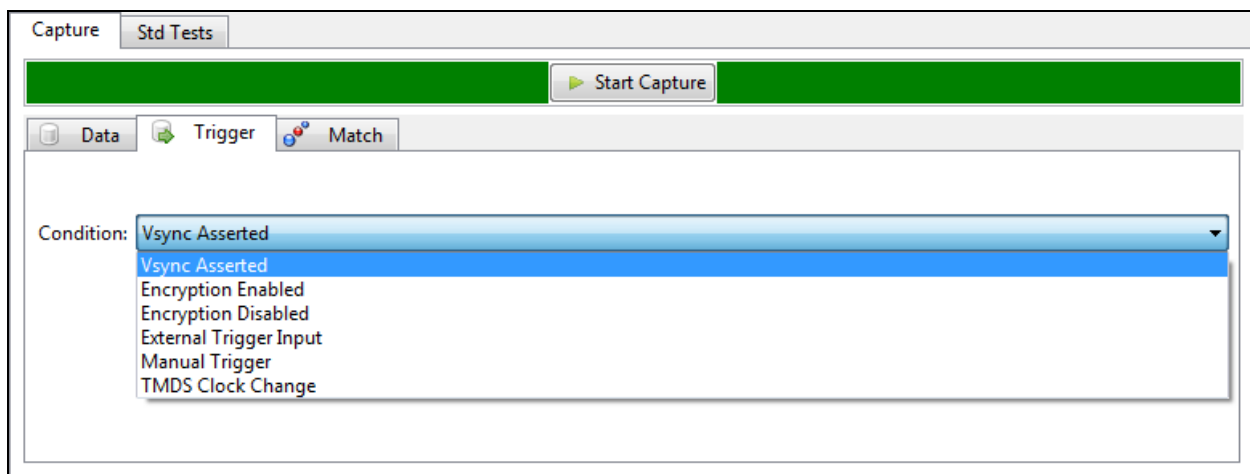 Capture Std Tests
Start Capture
Data Trigger Match
Condition: Vsync Asserted
Vsync Asserted
Encryption Enabled
Encryption Disabled
External Trigger Input
Manual Trigger
TMDS Clock Change